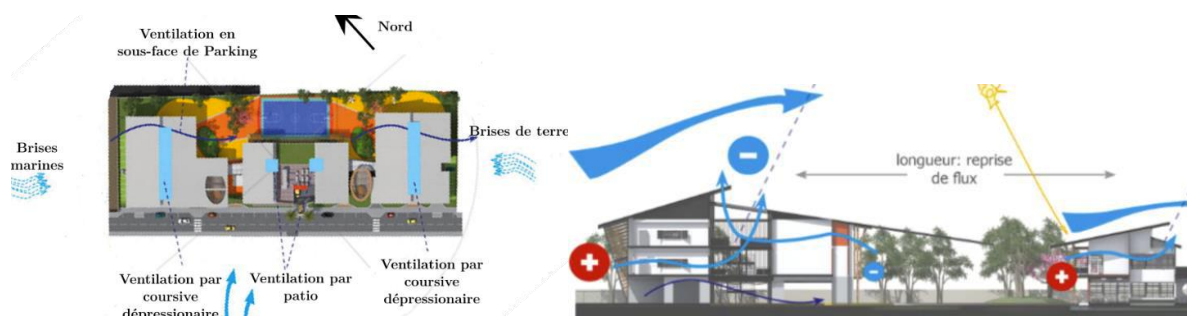 Nord
Ventilation en
sous-face de Parking
Brises
marines
Brises de terre
Ventilation par
coursive
dépressionaire
Ventilation par
patio
Ventilation par
coursive
dépressionaire
longueur: reprise
de flux